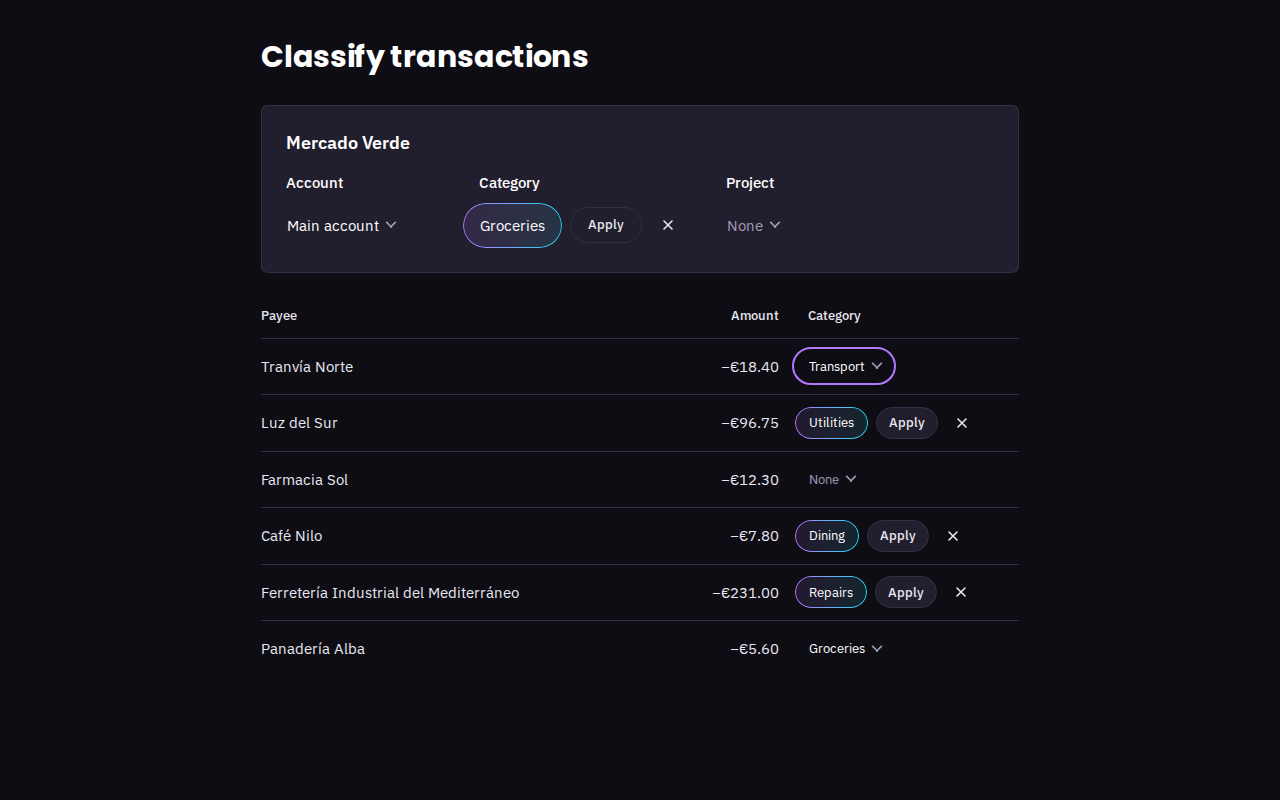 Classify transactions
Mercado Verde
Account Category Project
Main account Groceries Apply None
Payee Amount Category
Tranvía Norte −€18.40 Transport
Luz del Sur −€96.75 Utilities Apply
Farmacia Sol −€12.30 None
Café Nilo −€7.80 Dining Apply
Ferretería Industrial del Mediterráneo −€231.00 Repairs Apply
Panadería Alba −€5.60 Groceries